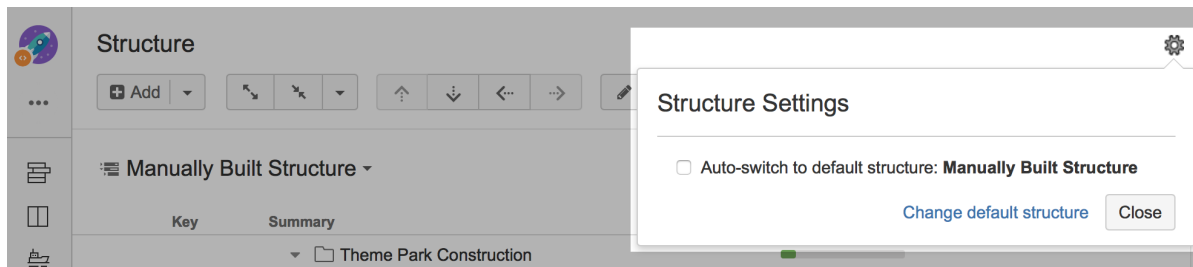 Structure
Add
Structure Settings
Manually Built Structure
Auto-switch to default structure: Manually Built Structure
Change default structure
Close
Key
Summary
Theme Park Construction